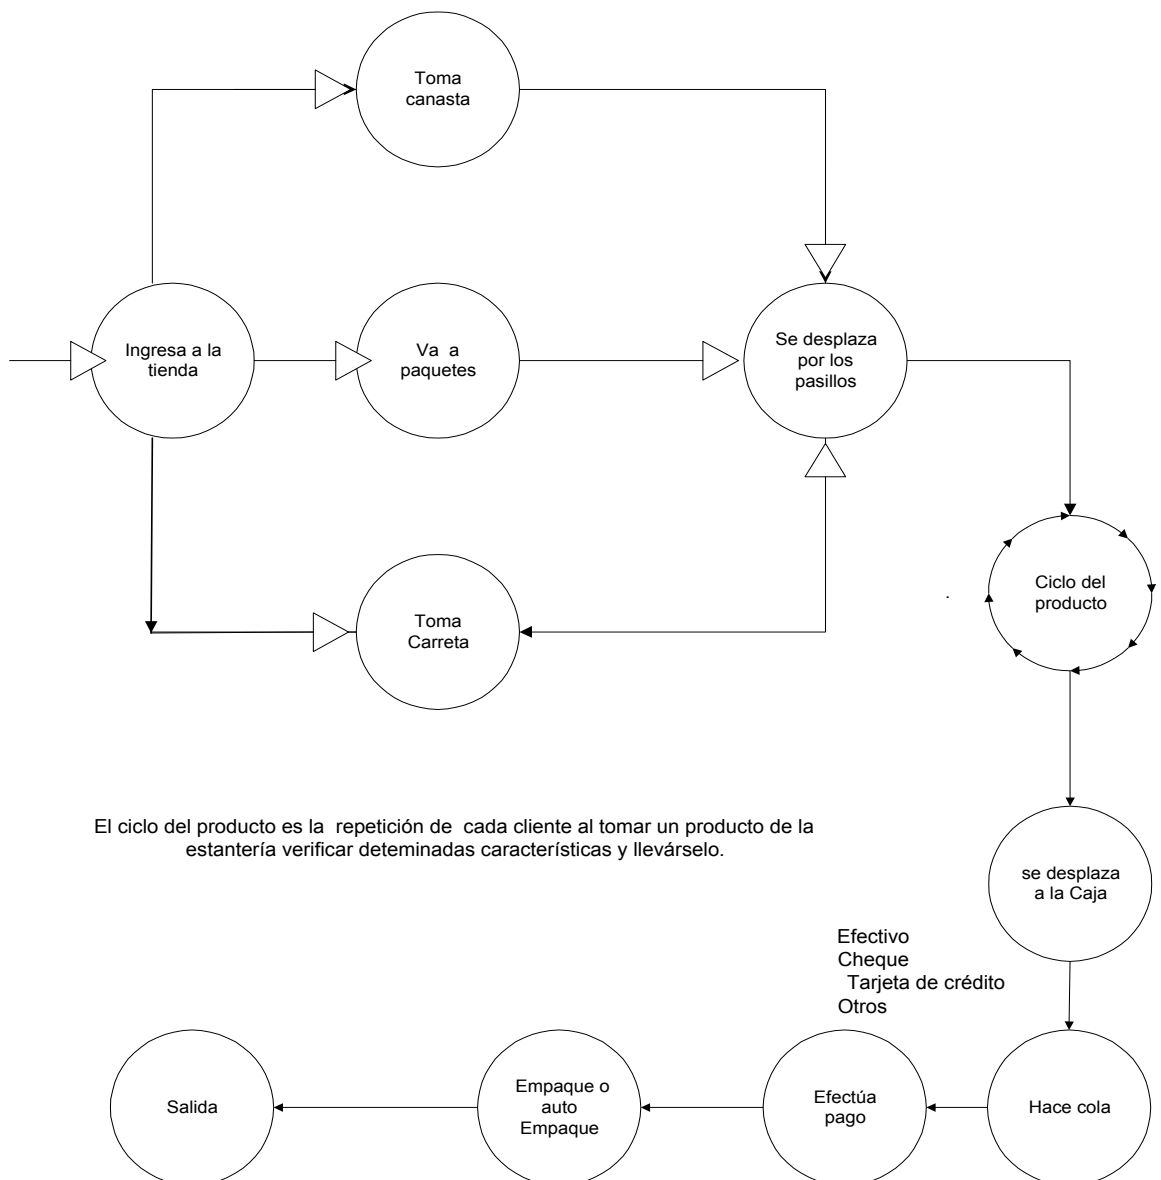 Toma
canasta
Ingresa a la
tienda
Va a
paquetes
Se desplaza
por los
pasillos
Toma
Carreta
Ciclo del
producto
El ciclo del producto es la repetición de cada cliente al tomar un producto de la
estantería verificar deteminadas características y llevárselo.
se desplaza
a la Caja
Efectivo
Cheque
Tarjeta de crédito
Otros
Hace cola
Efectúa
pago
Empaque o
auto
Empaque
Salida